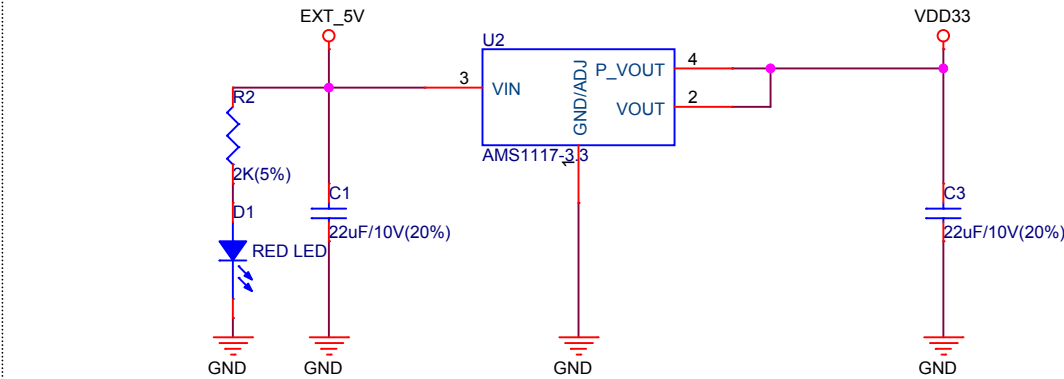 EXT_5V
VDD33
U2
3
VIN
GND/ADJ
P_VOUT
4
VOUT
2
AMS1117-3.3
1
R2
2K(5%)
D1
RED LED
C1
22uF/10V(20%)
C3
22uF/10V(20%)
GND
GND
GND
GND